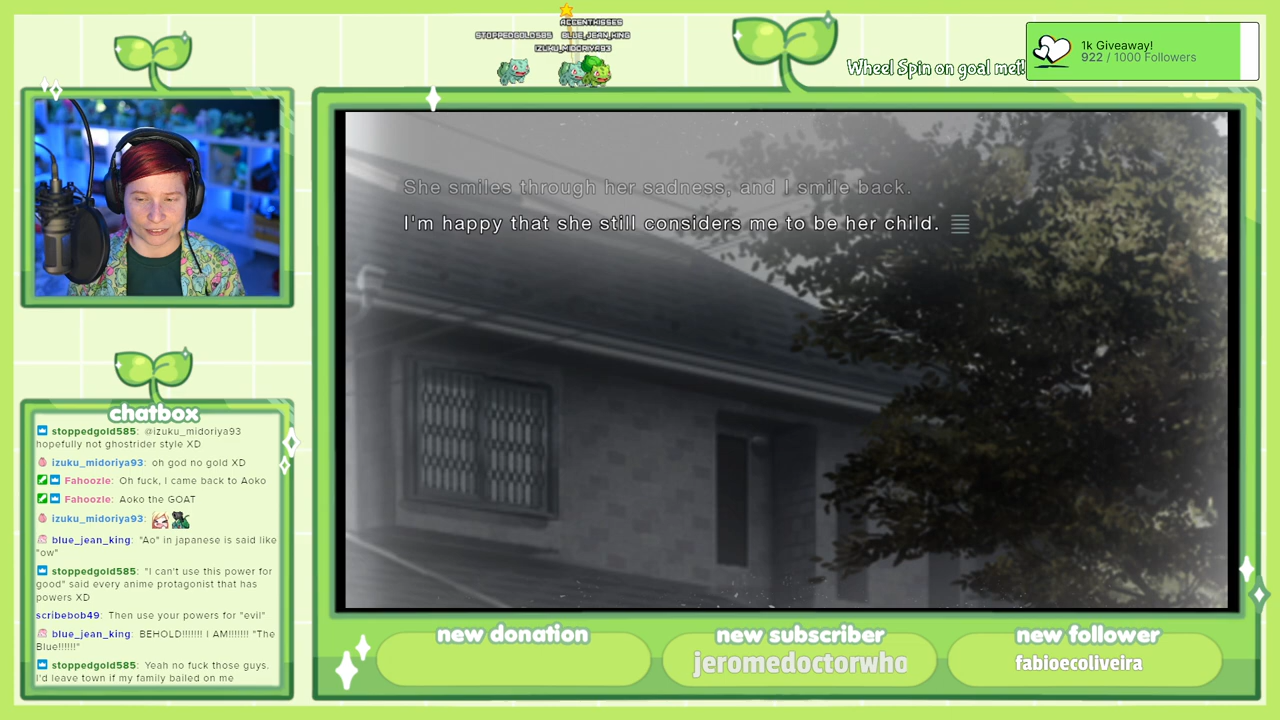 ACCENTKISSES
STOPPEDGOLD585 BLUE_JEAN_KING
IZUKU_MIDORIYA93
Wheel Spin on goal met!
1k Giveaway!
922 / 1000 Followers
She smiles through her sadness, and I smile back.
I'm happy that she still considers me to be her child.
chatbox
stoppedgold585: @izuku_midoriya93
hopefully not ghostrider style XD
izuku_midoriya93: oh god no gold XD
Fahoozle: Oh fuck, I came back to Aoko
Fahoozle: Aoko the GOAT
izuku_midoriya93:
blue_jean_king: "Ao" in japanese is said like
"ow"
stoppedgold585: "I can't use this power for
good" said every anime protagonist that has
powers XD
scribebob49: Then use your powers for "evil"
blue_jean_king: BEHOLD!!!!!!! I AM!!!!!!! "The
Blue!!!!!!"
stoppedgold585: Yeah no fuck those guys.
I'd leave town if my family bailed on me
new donation
new subscriber
jeromedoctorwho
new follower
fabioecoliveira